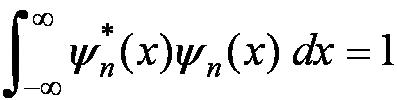 ∫_{-∞}^{∞} ψ_n^*(x)ψ_n(x) dx = 1